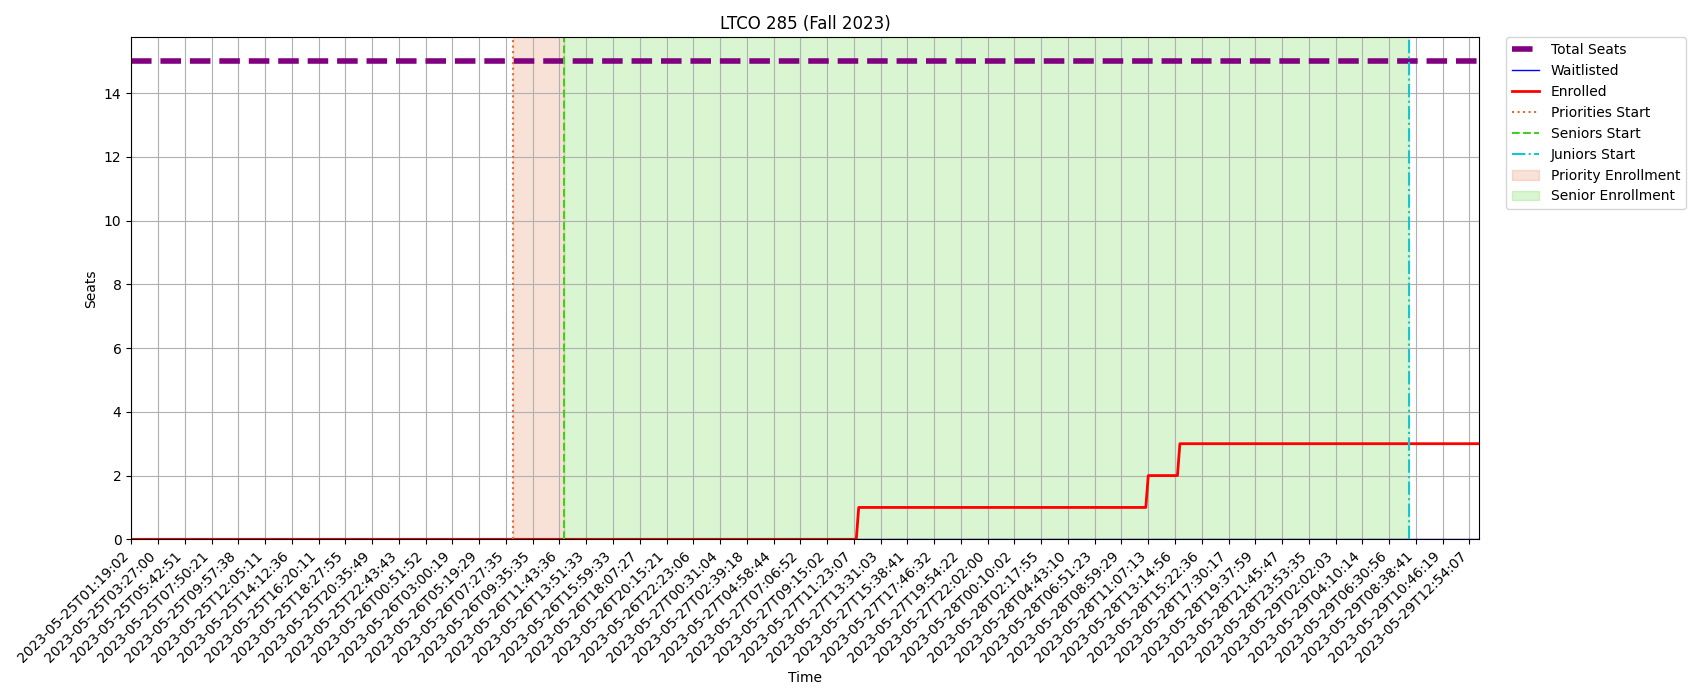 LTCO 285 (Fall 2023)
Total Seats
Waitlisted
Enrolled
Priorities Start
Seniors Start
Juniors Start
Priority Enrollment
Senior Enrollment
14
12
10
8
6
4
2
0
Seats
2023-05-25T01:19:02
2023-05-25T03:27:00
2023-05-25T05:42:51
2023-05-25T07:50:21
2023-05-25T09:57:38
2023-05-25T12:05:11
2023-05-25T14:12:36
2023-05-25T16:20:11
2023-05-25T18:27:55
2023-05-25T20:35:49
2023-05-25T22:43:43
2023-05-26T00:51:52
2023-05-26T03:00:19
2023-05-26T05:19:29
2023-05-26T07:27:35
2023-05-26T09:35:35
2023-05-26T11:43:36
2023-05-26T13:51:33
2023-05-26T15:59:33
2023-05-26T18:07:27
2023-05-26T20:15:21
2023-05-26T22:23:06
2023-05-27T00:31:04
2023-05-27T02:39:18
2023-05-27T04:58:44
2023-05-27T07:06:52
2023-05-27T09:15:02
2023-05-27T11:23:07
2023-05-27T13:31:03
2023-05-27T15:38:41
2023-05-27T17:46:32
2023-05-27T19:54:22
2023-05-27T22:02:00
2023-05-28T00:10:02
2023-05-28T02:17:55
2023-05-28T04:43:10
2023-05-28T06:51:23
2023-05-28T08:59:29
2023-05-28T11:07:13
2023-05-28T13:14:56
2023-05-28T15:22:36
2023-05-28T17:30:17
2023-05-28T19:37:59
2023-05-28T21:45:47
2023-05-28T23:53:35
2023-05-29T02:02:03
2023-05-29T04:10:14
2023-05-29T06:30:56
2023-05-29T08:38:41
2023-05-29T10:46:19
2023-05-29T12:54:07
Time